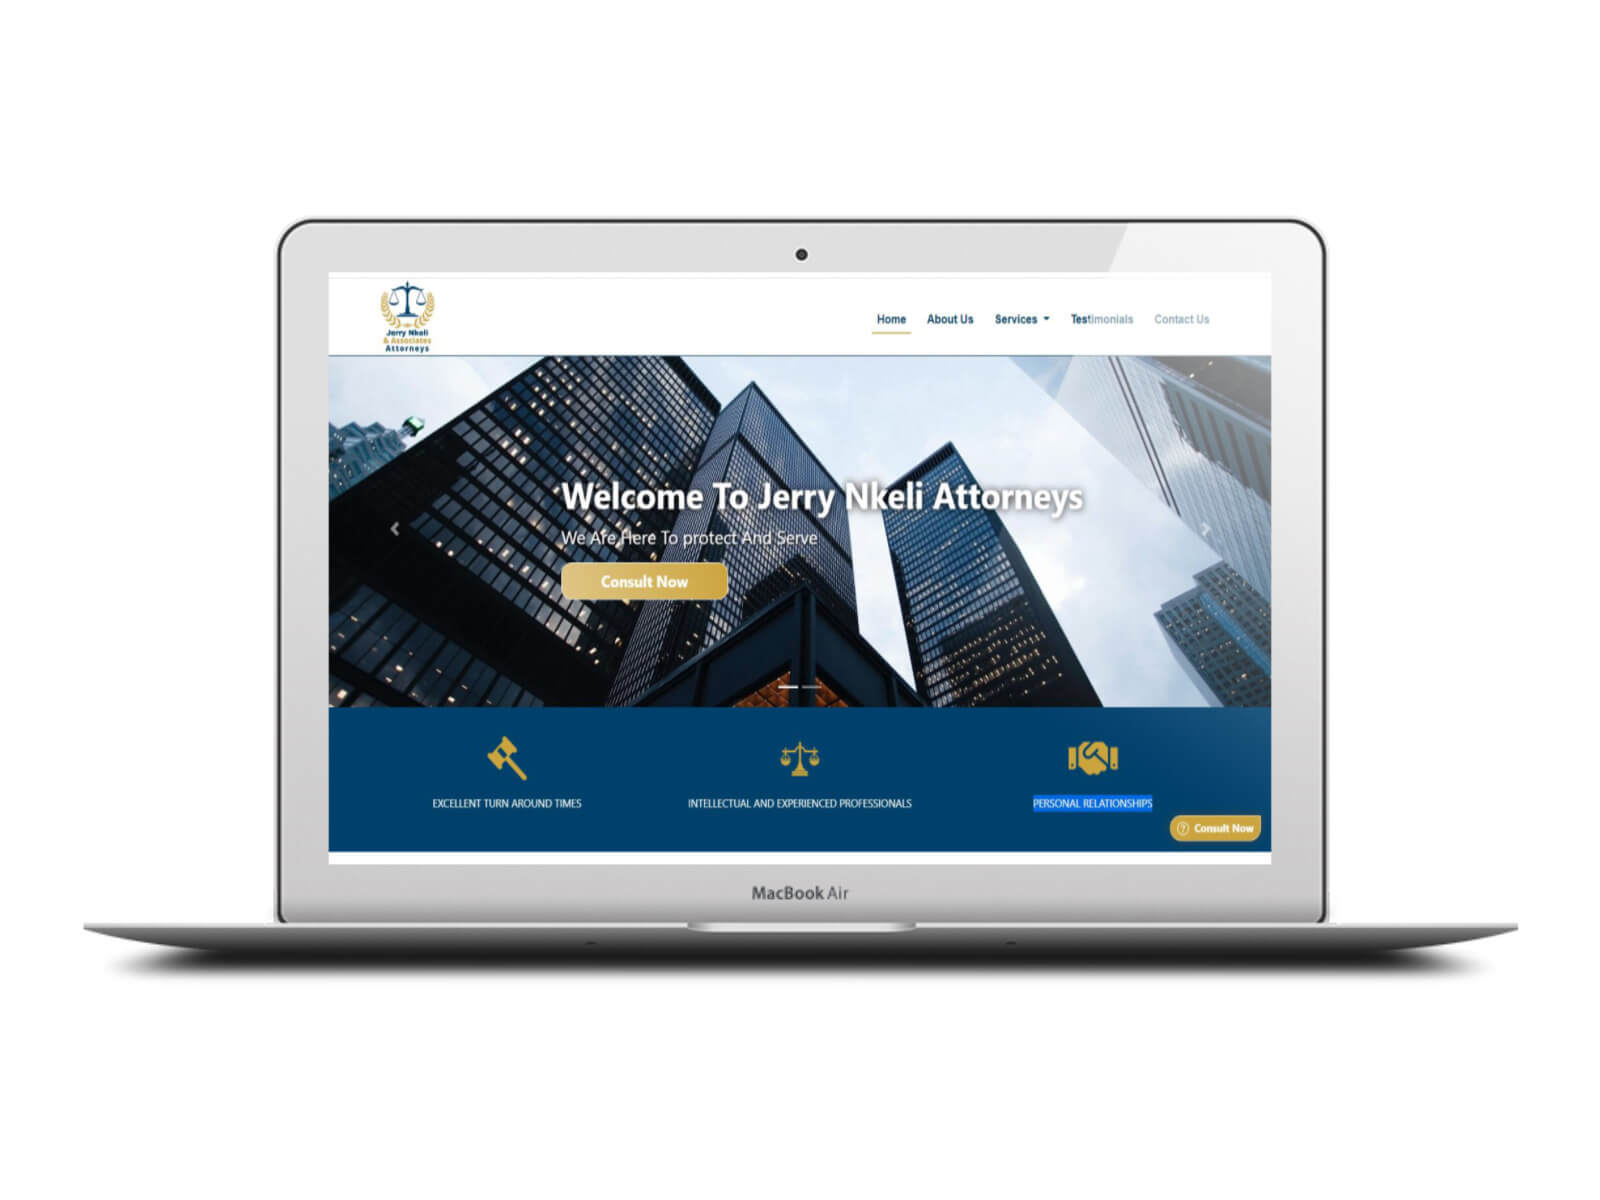 Jerry Nkeli
& Associates
Attorneys
Home About Us Services Testimonials Contact Us
Welcome To Jerry Nkeli Attorneys
We Are Here To protect And Serve
Consult Now
EXCELLENT TURN AROUND TIMES INTELLECTUAL AND EXPERIENCED PROFESSIONALS PERSONAL RELATIONSHIPS
Consult Now
MacBook Air